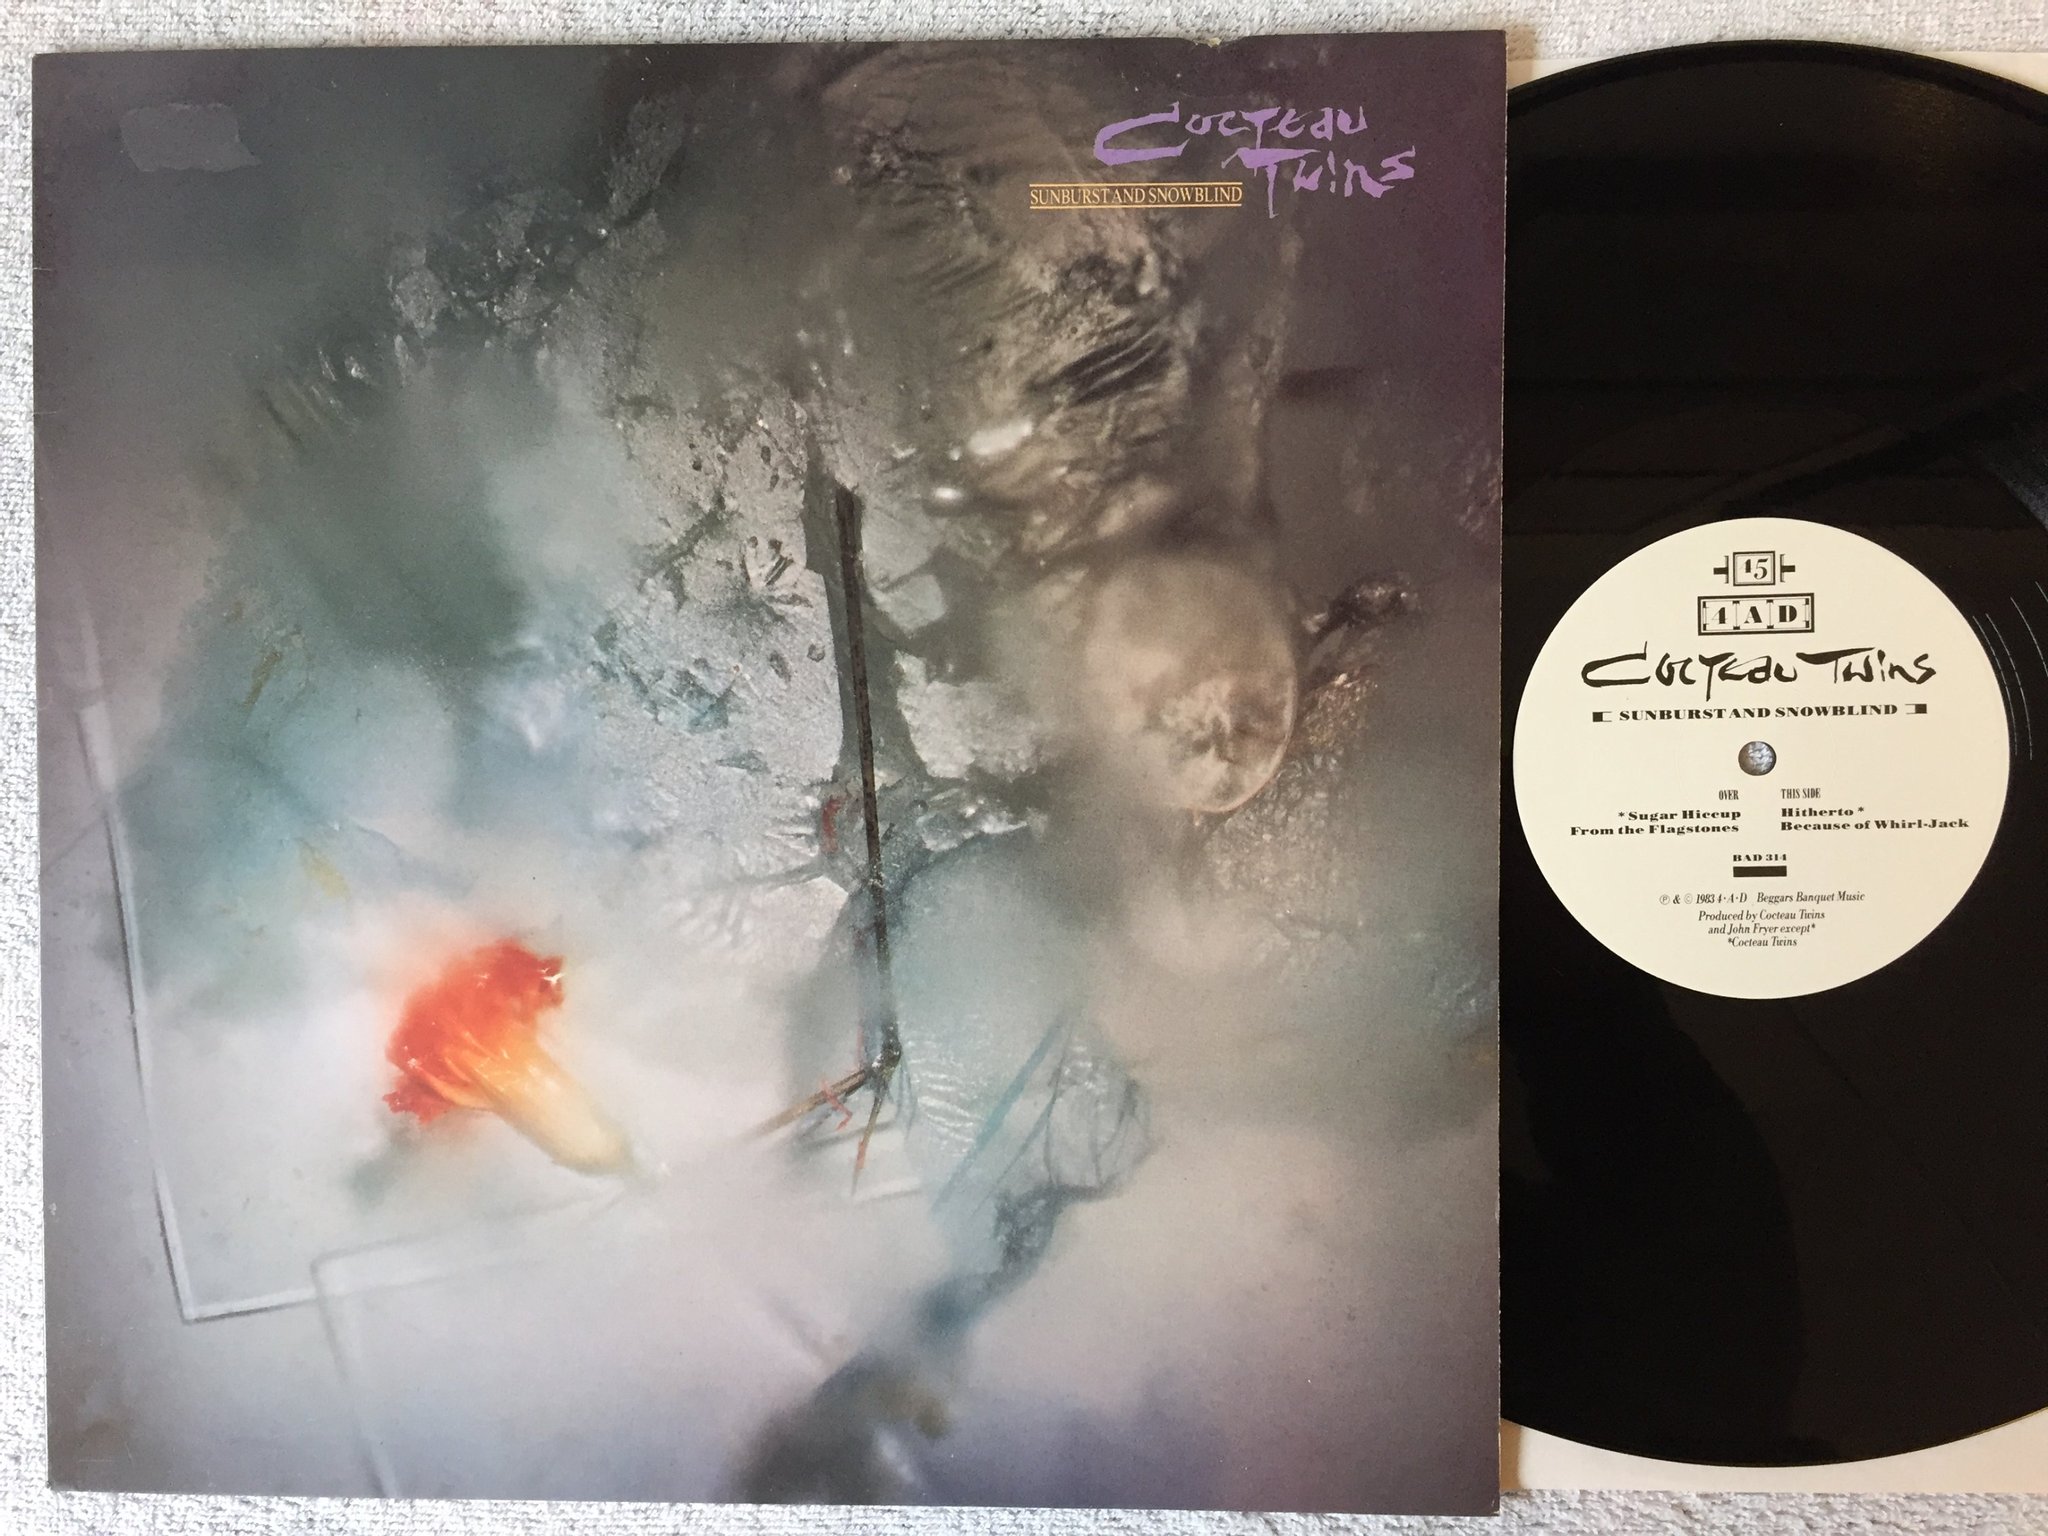 Cocteau
Twins
SUNBURST AND SNOWBLIND
45
4AD
Cocteau Twins
SUNBURST AND SNOWBLIND
OVER THIS SIDE
*Sugar Hiccup Hitherto*
From the Flagstones Because of Whirl-Jack
BAD 314
℗ & © 1983 4·A·D Beggars Banquet Music
Produced by Cocteau Twins
and John Fryer except*
*Cocteau Twins